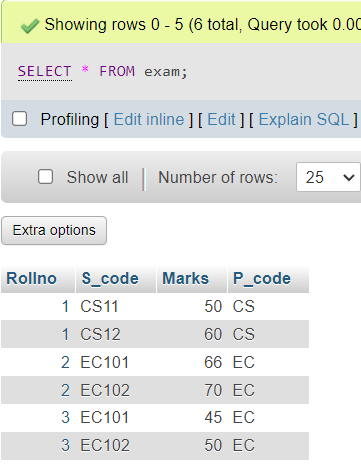 Showing rows 0 - 5 (6 total, Query took 0.00
SELECT * FROM exam;
Profiling [ Edit inline ] [ Edit ] [ Explain SQL ]
Show all Number of rows: 25
Extra options
Rollno S_code Marks P_code
1 CS11 50 CS
1 CS12 60 CS
2 EC101 66 EC
2 EC102 70 EC
3 EC101 45 EC
3 EC102 50 EC